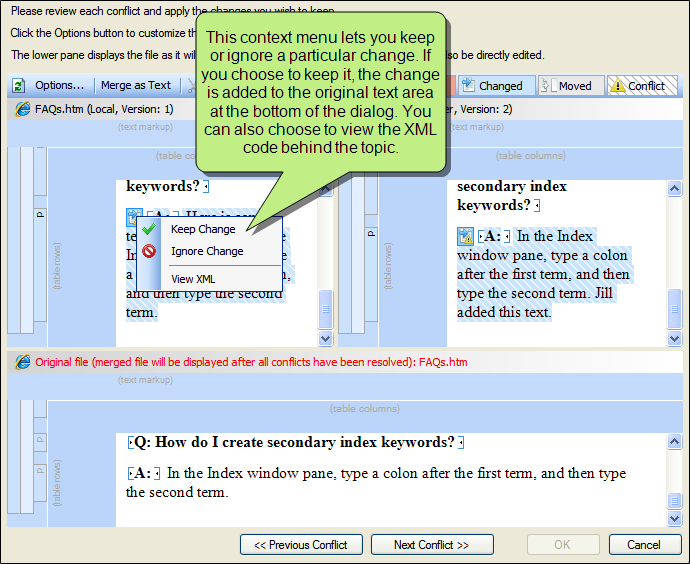 Please review each conflict and apply the changes you wish to keep.
Click the Options button to customize th
The lower pane displays the file as it will
so be directly edited.
This context menu lets you keep
or ignore a particular change. If
you choose to keep it, the change
is added to the original text area
at the bottom of the dialog. You
can also choose to view the XML
code behind the topic.
Options... Merge as Text Changed Moved Conflict
FAQs.htm (Local, Version: 1) er, Version: 2)
(text markup)
(table columns) (table columns)
keywords?
A: Here is
Keep Change
Ignore Change
View XML
and then type the second
term.
(table rows)
p
secondary index
keywords?
A: In the Index
window pane, type a colon
after the first term, and then
type the second term. Jill
added this text.
(table rows)
p
Original file (merged file will be displayed after all conflicts have been resolved): FAQs.htm
(text markup)
(table columns)
p
p
(table rows)
Q: How do I create secondary index keywords?
A: In the Index window pane, type a colon after the first term, and then type
the second term.
<< Previous Conflict Next Conflict >> OK Cancel